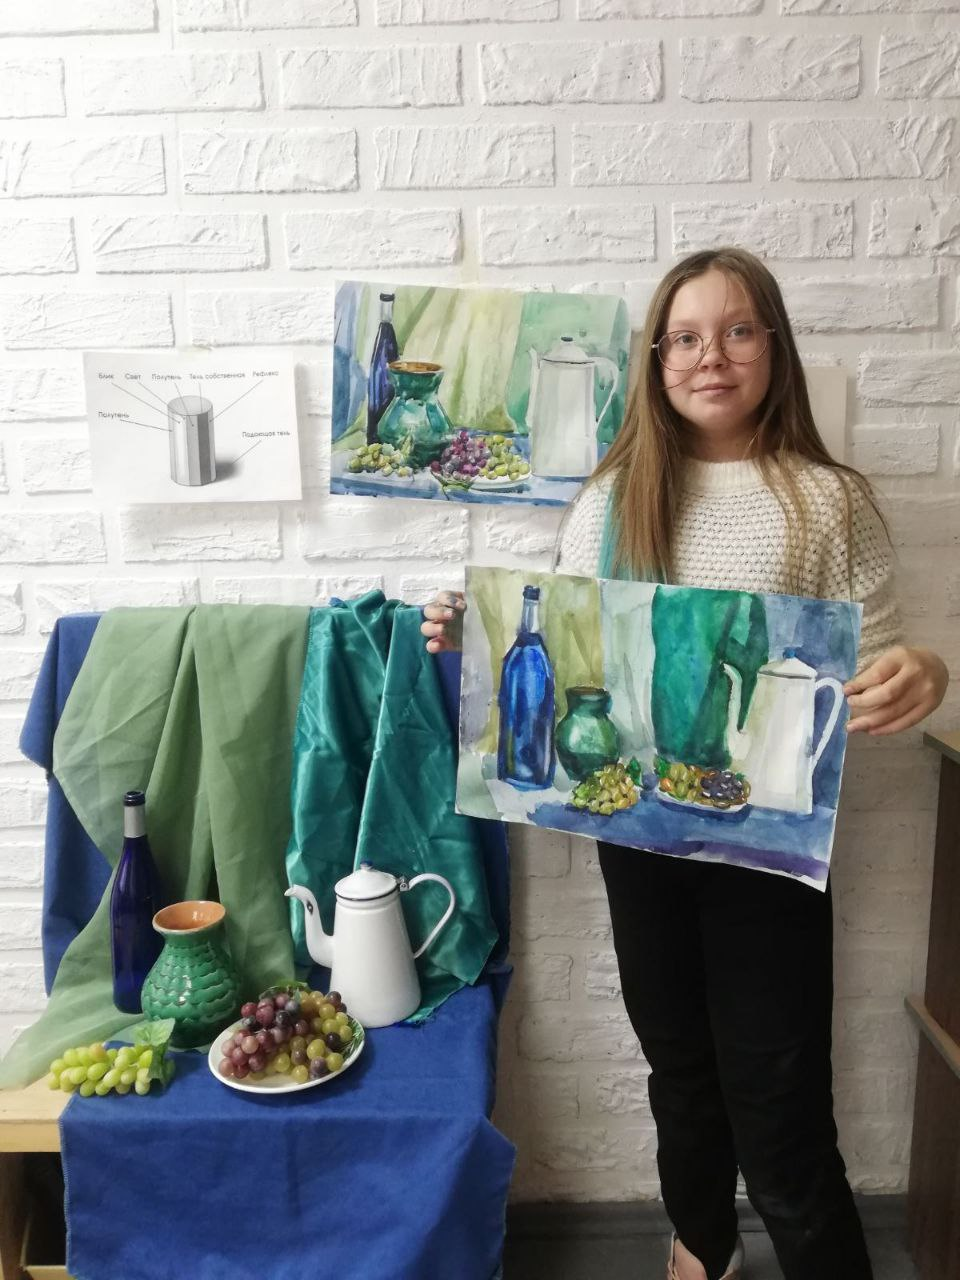 блик Свет Полутень Тень собственная Рефлекс
Полутень
Падающая тень